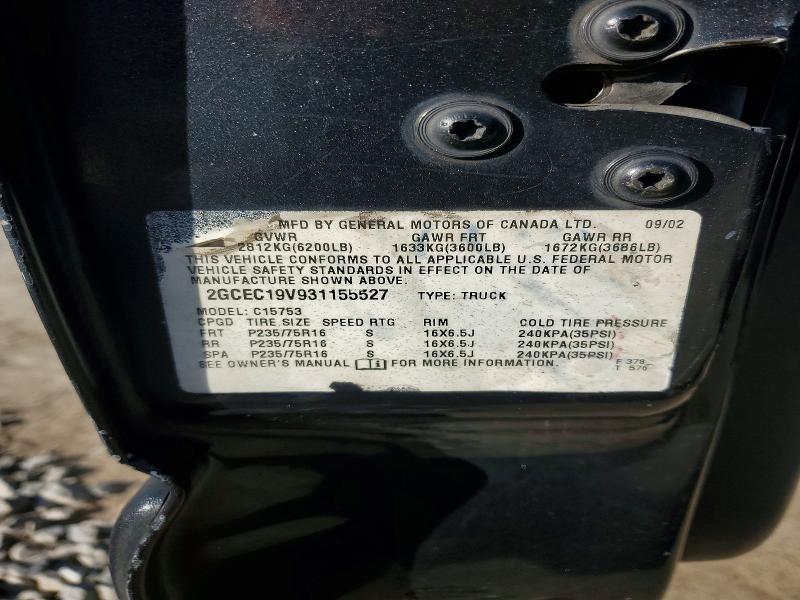 MFD BY GENERAL MOTORS OF CANADA LTD. 09/02
GVWR GAWR FRT GAWR RR
2812KG(6200LB) 1633KG(3600LB) 1672KG(3686LB)
THIS VEHICLE CONFORMS TO ALL APPLICABLE U.S. FEDERAL MOTOR
VEHICLE SAFETY STANDARDS IN EFFECT ON THE DATE OF
MANUFACTURE SHOWN ABOVE.
2GCEC19V931155527 TYPE: TRUCK
MODEL: C15753
CPGD TIRE SIZE SPEED RTG RIM COLD TIRE PRESSURE
FRT P235/75R16 S 16X6.5J 240KPA(35PSI)
RR P235/75R16 S 16X6.5J 240KPA(35PSI)
SPA P235/75R16 S 16X6.5J 240KPA(35PSI)
SEE OWNER'S MANUAL FOR MORE INFORMATION. F 378
T 576